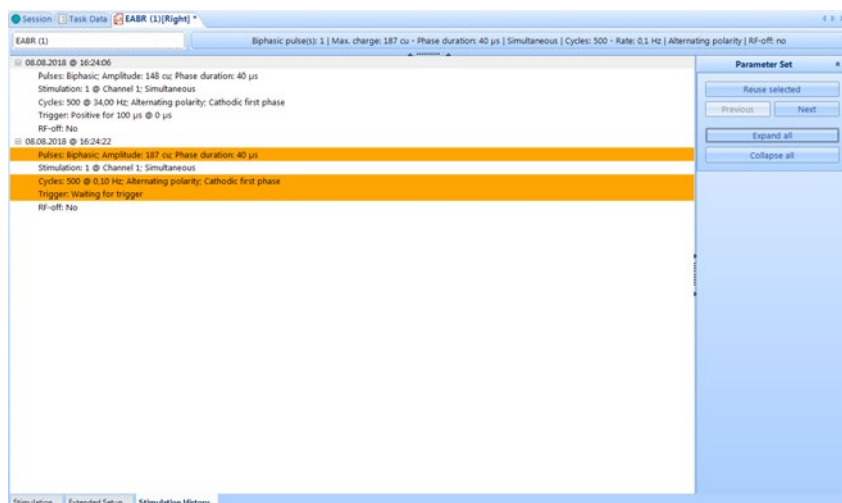 Session Task Data EABR (1)[Right] *
EABR (1) Biphasic pulse(s): 1 | Max. charge: 187 cu - Phase duration: 40 µs | Simultaneous | Cycles: 500 - Rate: 0,1 Hz | Alternating polarity | RF-off: no
08.08.2018 @ 16:24:06
Pulses: Biphasic; Amplitude: 148 cu; Phase duration: 40 µs
Stimulation: 1 @ Channel 1; Simultaneous
Cycles: 500 @ 34,00 Hz; Alternating polarity; Cathodic first phase
Trigger: Positive for 100 µs @ 0 µs
RF-off: No
08.08.2018 @ 16:24:22
Pulses: Biphasic; Amplitude: 187 cu; Phase duration: 40 µs
Stimulation: 1 @ Channel 1; Simultaneous
Cycles: 500 @ 0,10 Hz; Alternating polarity; Cathodic first phase
Trigger: Waiting for trigger
RF-off: No
Parameter Set
Reuse selected
Previous Next
Expand all
Collapse all
Stimulation Extended Setup Stimulation History